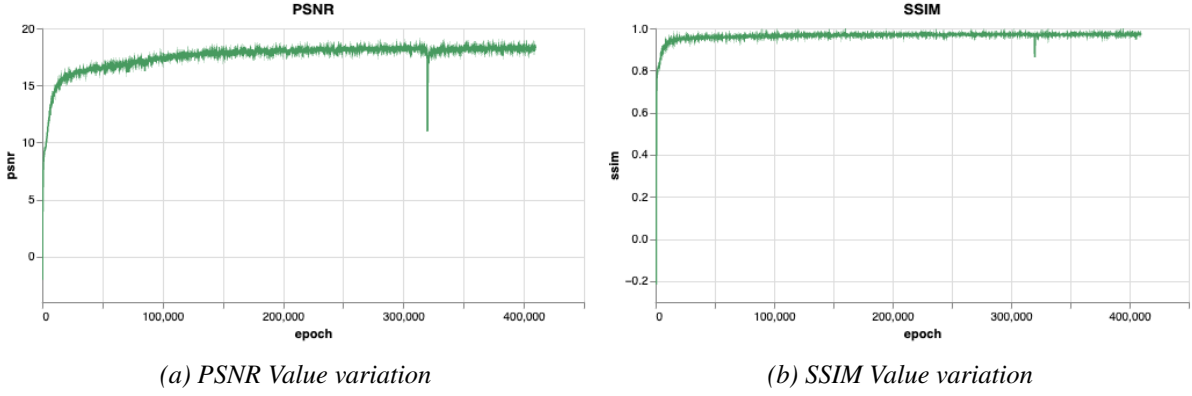 PSNR
20
15
10
5
0
psnr
0
100,000
200,000
300,000
400,000
epoch
(a) PSNR Value variation
SSIM
1.0
0.8
0.6
0.4
0.2
0.0
−0.2
ssim
0
100,000
200,000
300,000
400,000
epoch
(b) SSIM Value variation